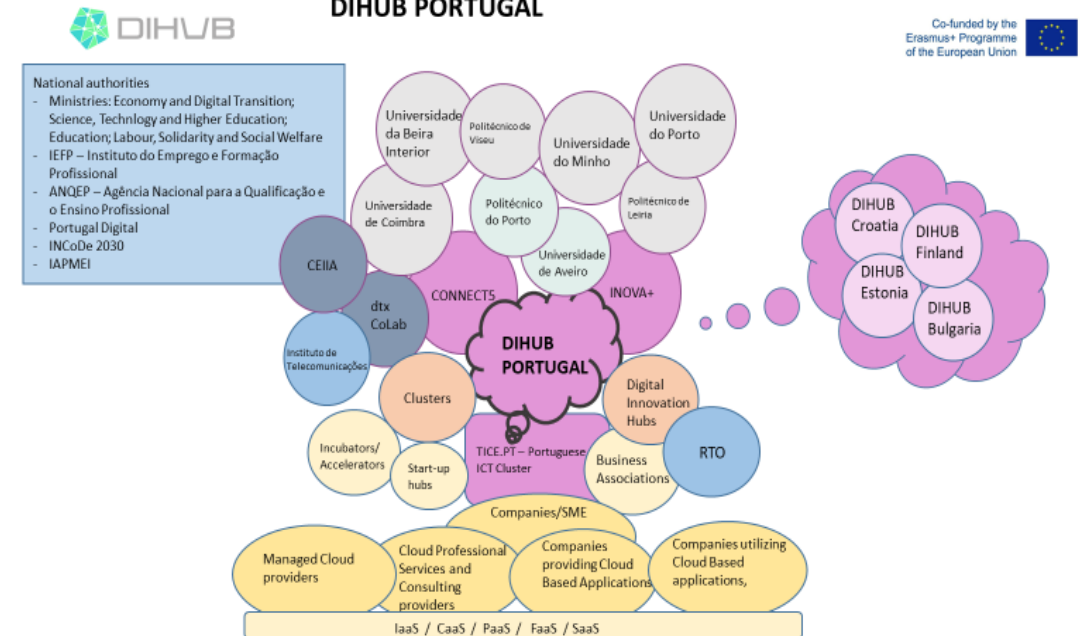 DIHUB PORTUGAL
DIHUB
Co-funded by the
Erasmus+ Programme
of the European Union
National authorities
- Ministries: Economy and Digital Transition;
Science, Technlogy and Higher Education;
Education; Labour, Solidarity and Social Welfare
- IEFP – Instituto do Emprego e Formação
Profissional
- ANQEP – Agência Nacional para a Qualificação e
o Ensino Profissional
- Portugal Digital
- INCoDe 2030
- IAPMEI
Universidade
da Beira
Interior
Politécnico de
Viseu
Universidade
do Minho
Universidade
do Porto
Universidade
de Coimbra
Politécnico
do Porto
Politécnico de
Leiria
Universidade
de Aveiro
CEIIA
dtx
CoLab
CONNECT5
INOVA+
Instituto de
Telecomunicações
DIHUB
PORTUGAL
DIHUB
Croatia
DIHUB
Finland
DIHUB
Estonia
DIHUB
Bulgaria
Clusters
Digital
Innovation
Hubs
Incubators/
Accelerators
Start-up
hubs
TICE.PT – Portuguese
ICT Cluster
Business
Associations
RTO
Companies/SME
Managed Cloud
providers
Cloud Professional
Services and
Consulting
providers
Companies
providing Cloud
Based Applications
Companies utilizing
Cloud Based
applications,
IaaS / CaaS / PaaS / FaaS / SaaS